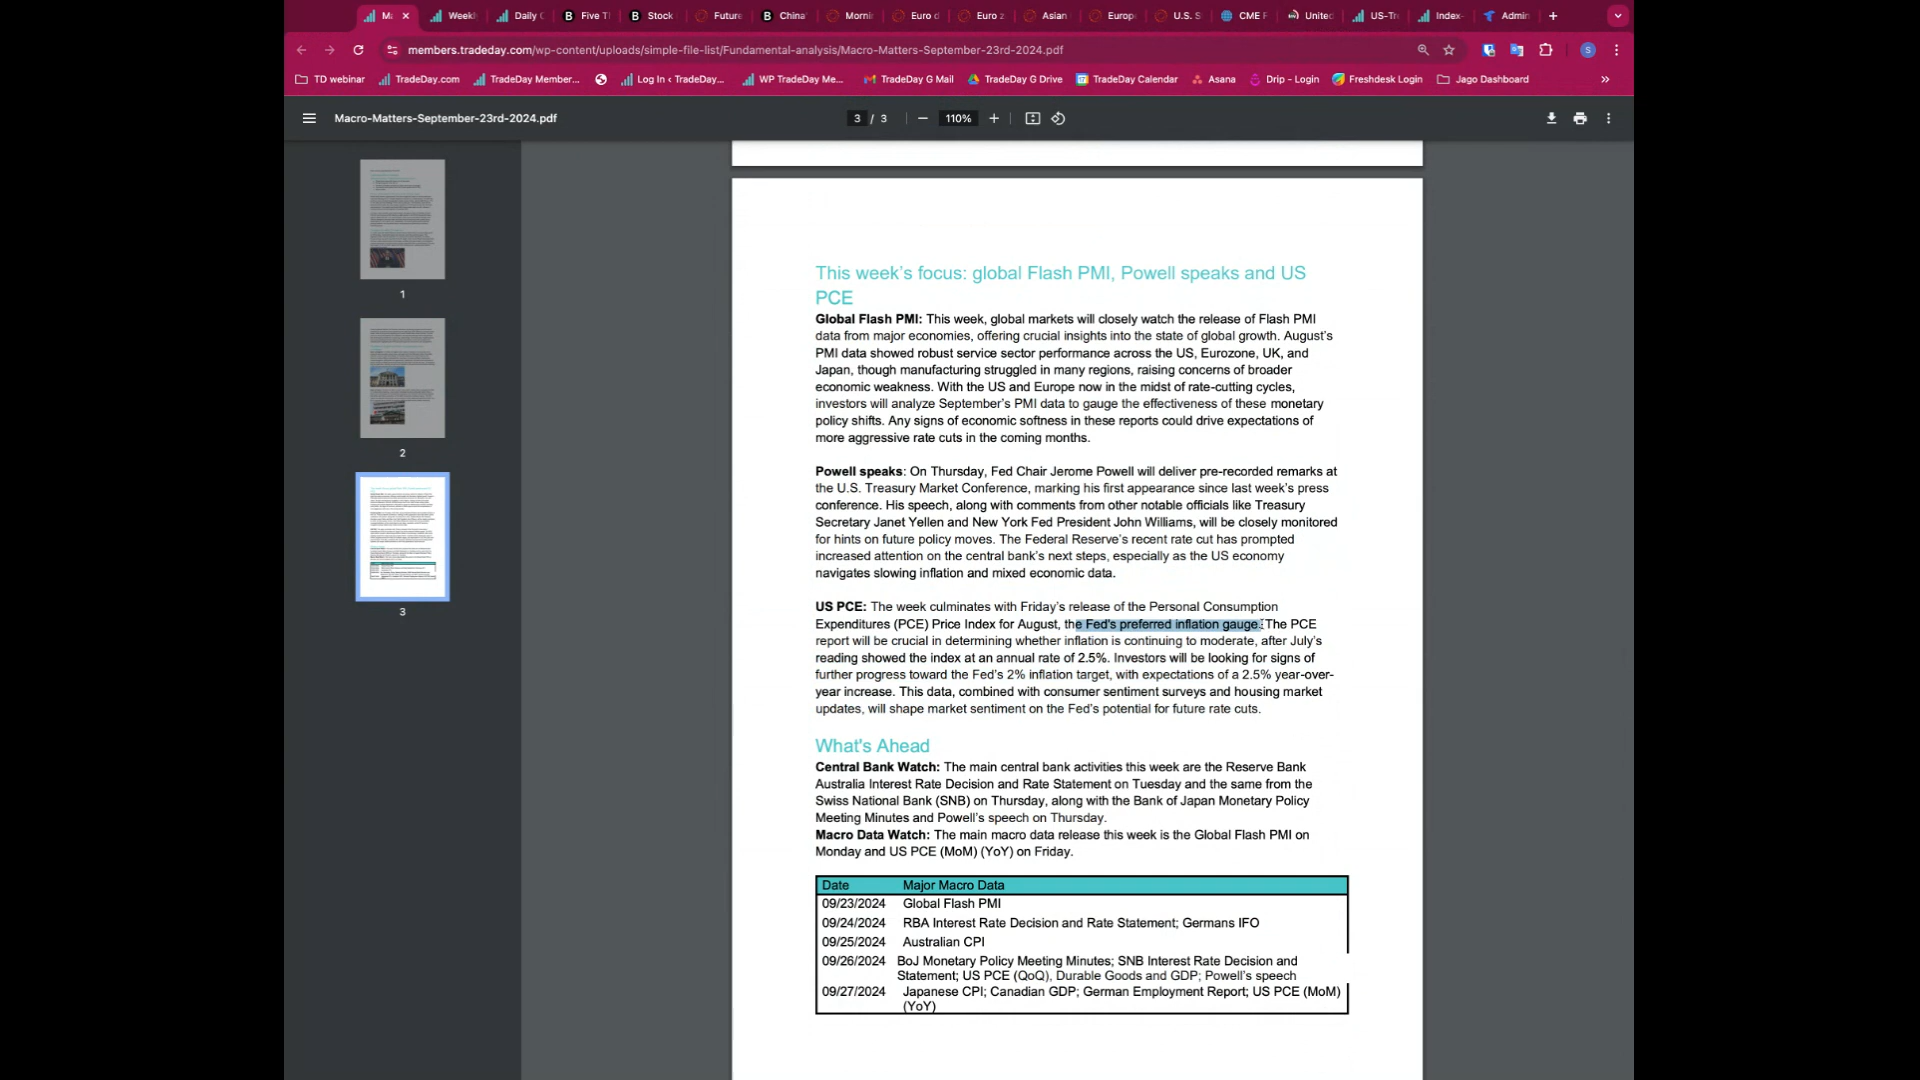 M
Weekl
Daily
Five T
Stock
Future
China'
Morni
Euro d
Euro z
Asian
Europ
U.S. S
CME F
United
US-Tr
Index-
Admin
members.tradeday.com/wp-content/uploads/simple-file-list/Fundamental-analysis/Macro-Matters-September-23rd-2024.pdf
S
TD webinar
TradeDay.com
TradeDay Member...
Log In ‹ TradeDay...
WP TradeDay Me...
TradeDay G Mail
TradeDay G Drive
TradeDay Calendar
Asana
Drip – Login
Freshdesk Login
Jago Dashboard
Macro-Matters-September-23rd-2024.pdf
3 / 3
110%
1
2
3
This week's focus: global Flash PMI, Powell speaks and US
PCE
Global Flash PMI: This week, global markets will closely watch the release of Flash PMI
data from major economies, offering crucial insights into the state of global growth. August's
PMI data showed robust service sector performance across the US, Eurozone, UK, and
Japan, though manufacturing struggled in many regions, raising concerns of broader
economic weakness. With the US and Europe now in the midst of rate-cutting cycles,
investors will analyze September's PMI data to gauge the effectiveness of these monetary
policy shifts. Any signs of economic softness in these reports could drive expectations of
more aggressive rate cuts in the coming months.
Powell speaks: On Thursday, Fed Chair Jerome Powell will deliver pre-recorded remarks at
the U.S. Treasury Market Conference, marking his first appearance since last week's press
conference. His speech, along with comments from other notable officials like Treasury
Secretary Janet Yellen and New York Fed President John Williams, will be closely monitored
for hints on future policy moves. The Federal Reserve's recent rate cut has prompted
increased attention on the central bank's next steps, especially as the US economy
navigates slowing inflation and mixed economic data.
US PCE: The week culminates with Friday's release of the Personal Consumption
Expenditures (PCE) Price Index for August, the Fed's preferred inflation gauge. The PCE
report will be crucial in determining whether inflation is continuing to moderate, after July's
reading showed the index at an annual rate of 2.5%. Investors will be looking for signs of
further progress toward the Fed's 2% inflation target, with expectations of a 2.5% year-over-
year increase. This data, combined with consumer sentiment surveys and housing market
updates, will shape market sentiment on the Fed's potential for future rate cuts.
What's Ahead
Central Bank Watch: The main central bank activities this week are the Reserve Bank
Australia Interest Rate Decision and Rate Statement on Tuesday and the same from the
Swiss National Bank (SNB) on Thursday, along with the Bank of Japan Monetary Policy
Meeting Minutes and Powell's speech on Thursday.
Macro Data Watch: The main macro data release this week is the Global Flash PMI on
Monday and US PCE (MoM) (YoY) on Friday.
Date Major Macro Data
09/23/2024 Global Flash PMI
09/24/2024 RBA Interest Rate Decision and Rate Statement; Germans IFO
09/25/2024 Australian CPI
09/26/2024 BoJ Monetary Policy Meeting Minutes; SNB Interest Rate Decision and
Statement; US PCE (QoQ), Durable Goods and GDP; Powell's speech
09/27/2024 Japanese CPI; Canadian GDP; German Employment Report; US PCE (MoM)
(YoY)